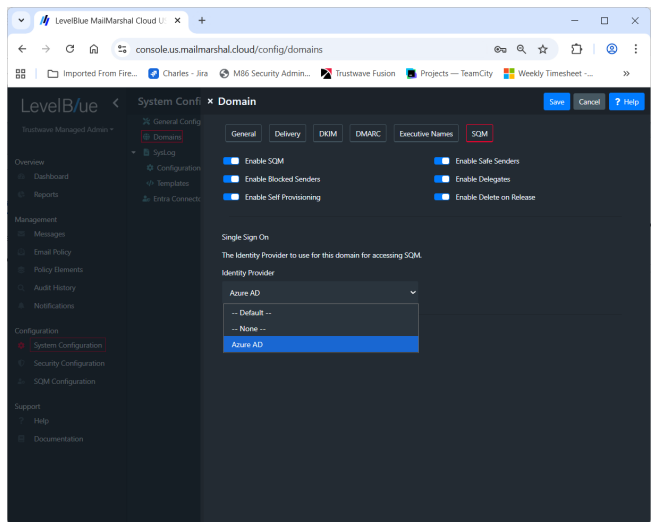 LevelBlue MailMarshal Cloud U
console.us.mailmarshal.cloud/config/domains
Imported From Fire... Charles - Jira M86 Security Admin... Trustwave Fusion Projects — TeamCity Weekly Timesheet -...
LevelB/ue System Confi × Domain Save Cancel ? Help
Trustwave Managed Admin
General Config
Domains
SysLog
Configuration
Templates
Entra Connects
General Delivery DKIM DMARC Executive Names SQM
Enable SQM Enable Safe Senders
Enable Blocked Senders Enable Delegates
Enable Self Provisioning Enable Delete on Release
Single Sign On
The Identity Provider to use for this domain for accessing SQM.
Identity Provider
Azure AD
-- Default --
-- None --
Azure AD
Overview
Dashboard
Reports
Management
Messages
Email Policy
Policy Elements
Audit History
Notifications
Configuration
System Configuration
Security Configuration
SQM Configuration
Support
Help
Documentation